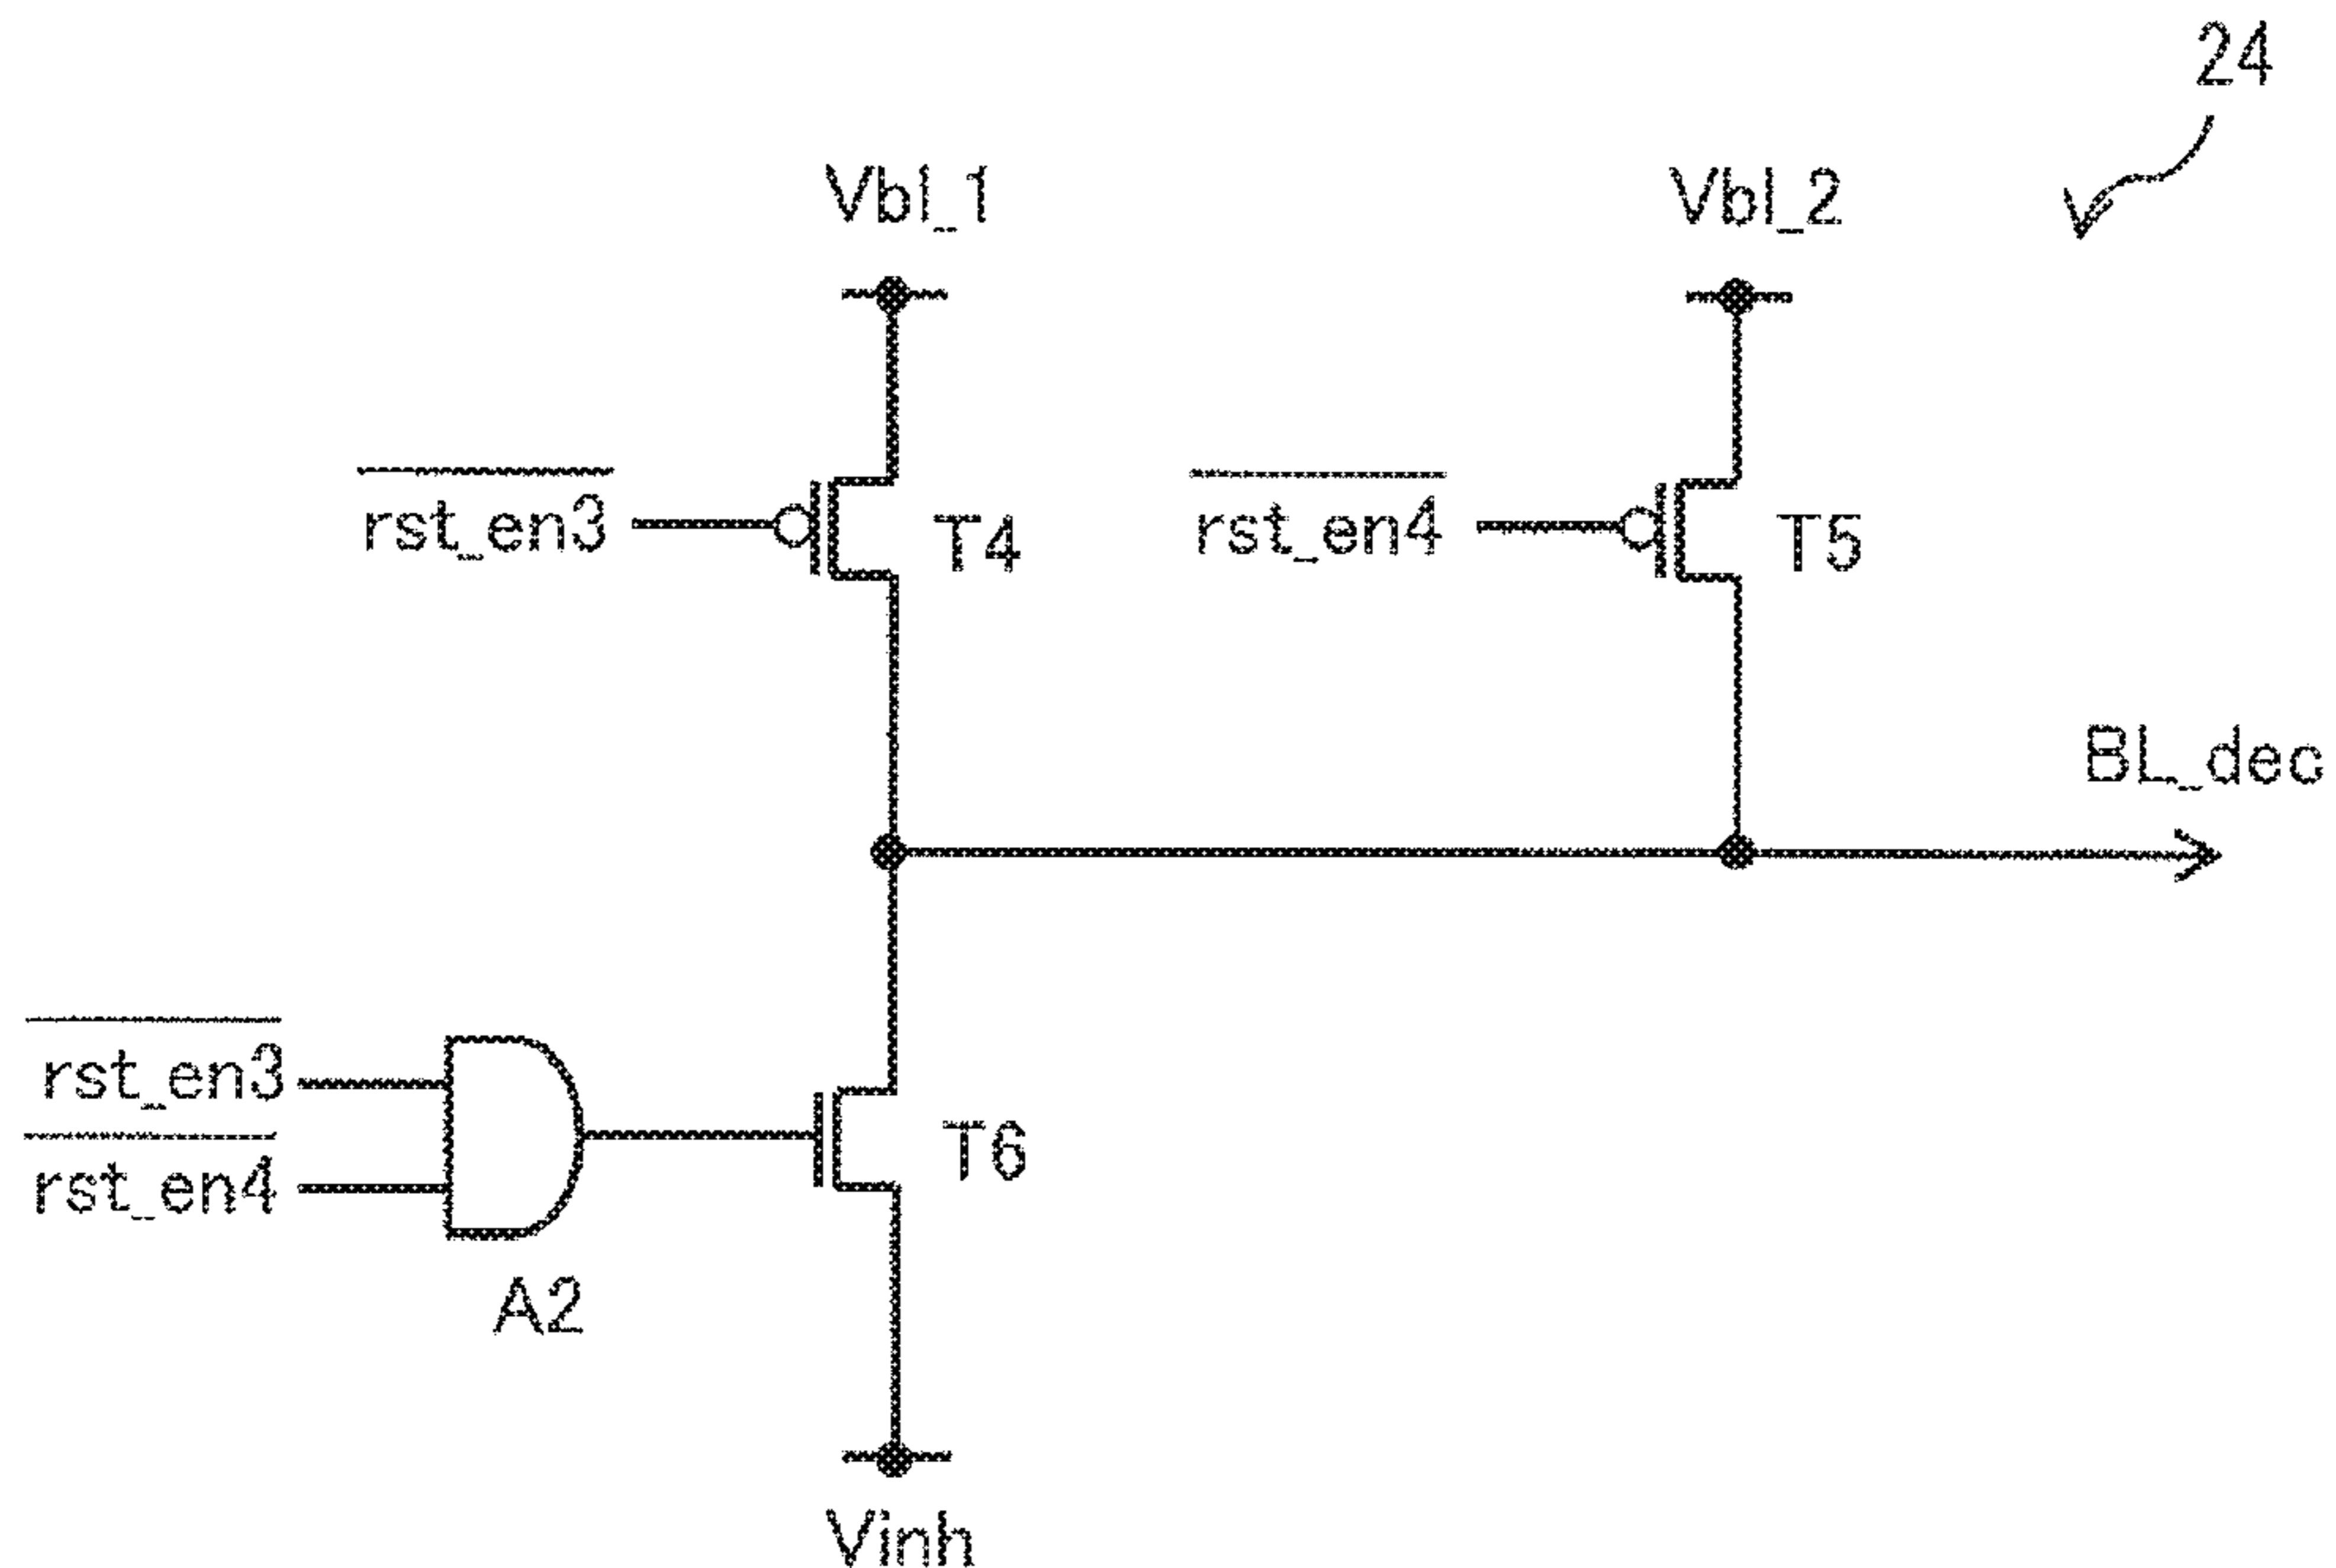 24
Vbl_1
Vbl_2
rst_en3
T4
rst_en4
T5
BL_dec
rst_en3
rst_en4
T6
A2
Vinh